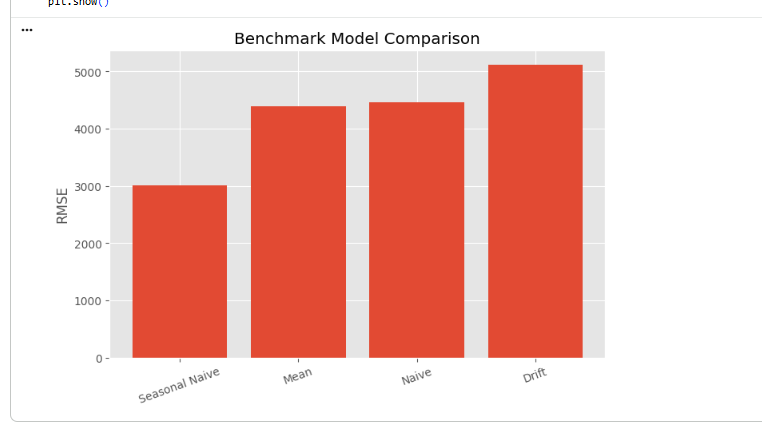 plt.show()
Benchmark Model Comparison
5000
4000
3000
2000
1000
0
RMSE
Seasonal Naive
Mean
Naive
Drift